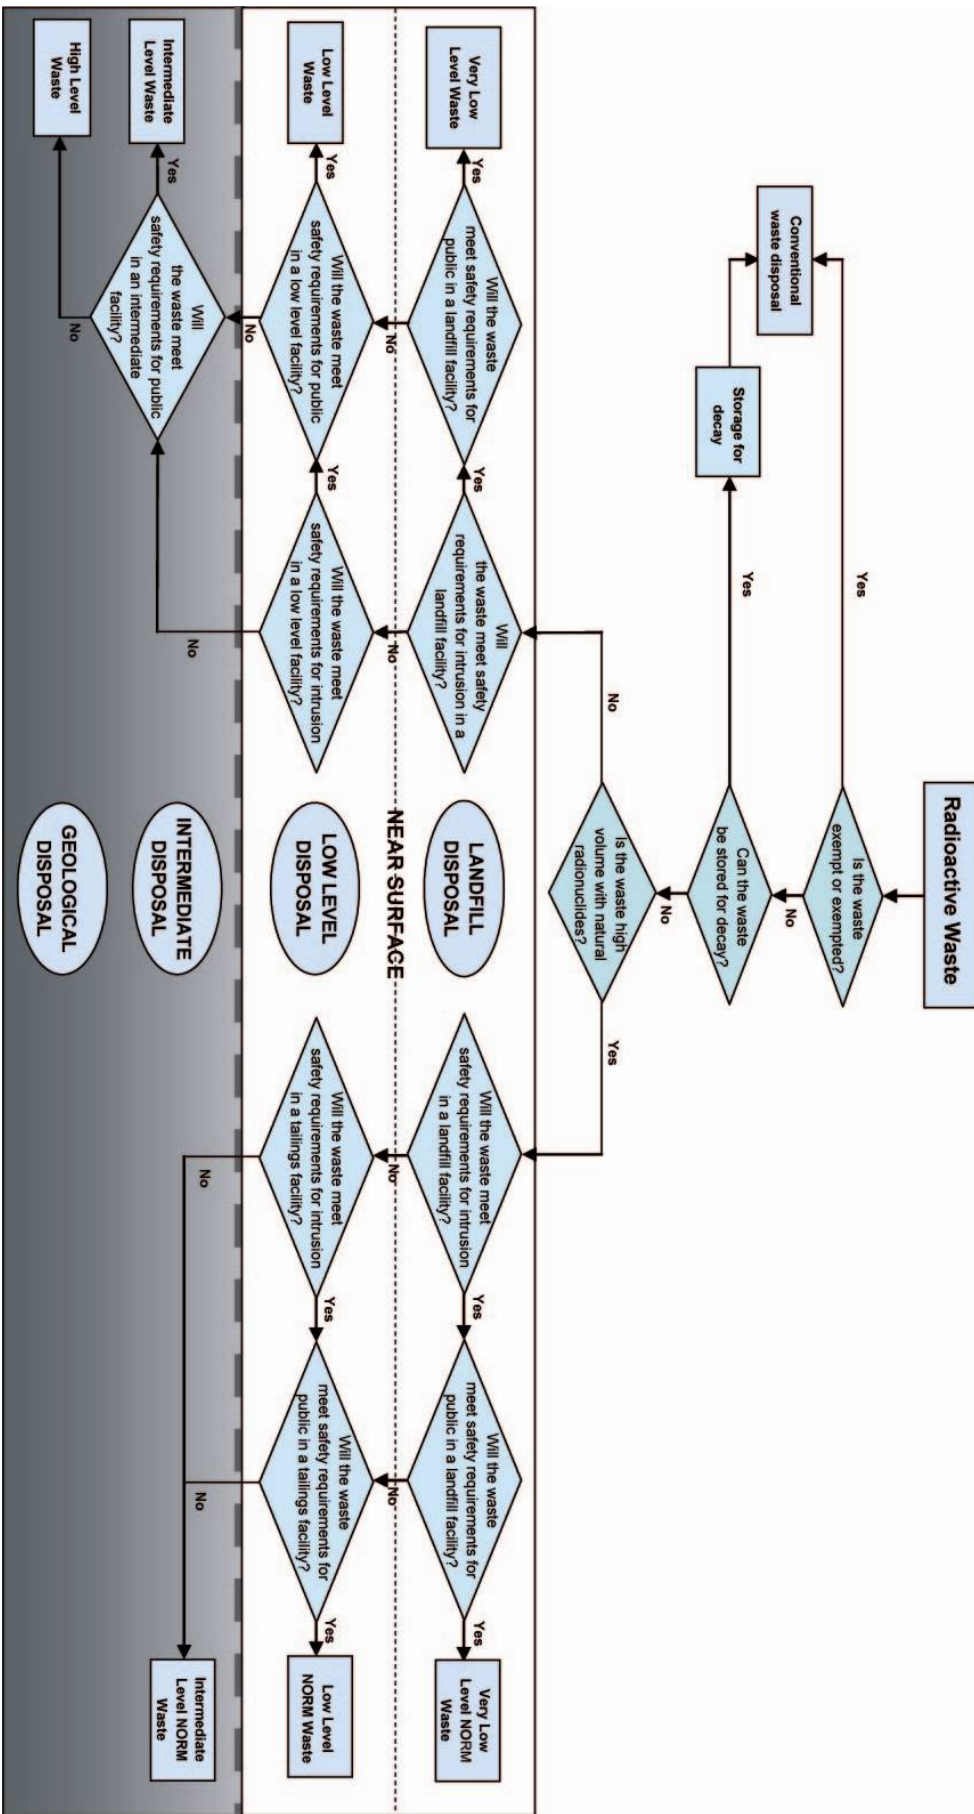 Radioactive Waste
Is the waste
exempt or exempted?
Yes
No
Conventional
waste disposal
Can the waste
be stored for decay?
Yes
No
Storage for
decay
Is the waste high
volume with natural
radionuclides?
No
Yes
Very Low
Level Waste
Yes
Will the waste
meet safety requirements for
public in a landfill facility?
Yes
Will
the waste meet safety
requirements for intrusion in a
landfill facility?
LANDFILL
DISPOSAL
Will the waste meet
safety requirements for intrusion
in a landfill facility?
Yes
Will the waste
meet safety requirements for
public in a landfill facility?
Yes
Very Low
Level NORM
Waste
No
No
NEAR SURFACE
No
No
Low Level
Waste
Yes
Will the waste meet
safety requirements for public
in a low level facility?
Yes
Will the waste meet
safety requirements for intrusion
in a low level facility?
LOW LEVEL
DISPOSAL
Will the waste meet
safety requirements for intrusion
in a tailings facility?
Yes
Will the waste
meet safety requirements for
public in a tailings facility?
Yes
Low Level
NORM Waste
No
No
No
No
Intermediate
Level Waste
Yes
Will
the waste meet
safety requirements for public
in an intermediate
facility?
INTERMEDIATE
DISPOSAL
Intermediate
Level NORM
Waste
No
High Level
Waste
GEOLOGICAL
DISPOSAL